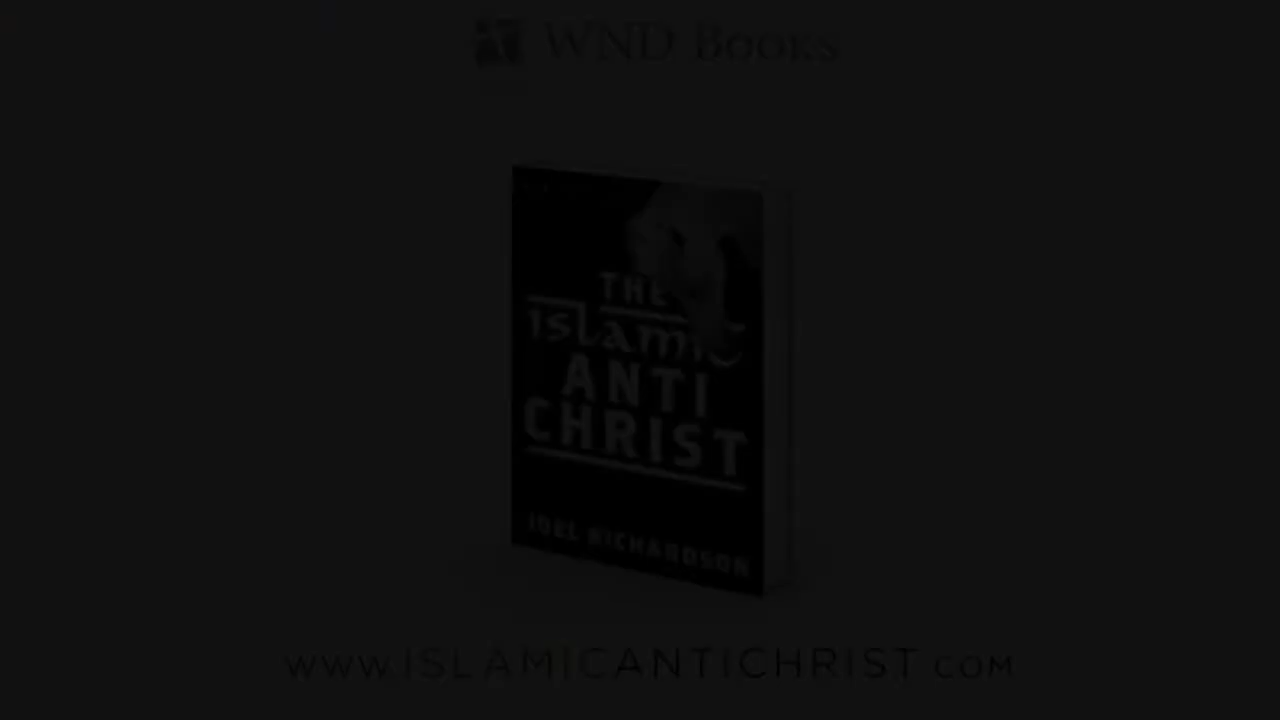 WND Books
THE
islamic
ANTI
CHRIST
JOEL RICHARDSON
WWW.ISLAMICANTICHRIST.COM